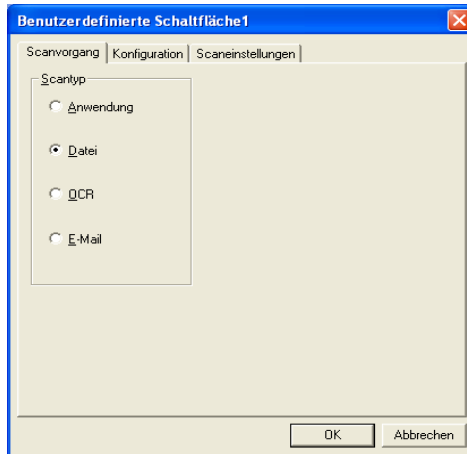 Benutzerdefinierte Schaltfläche1
Scanvorgang Konfiguration Scaneinstellungen
Scantyp
Anwendung
Datei
OCR
E-Mail
OK Abbrechen